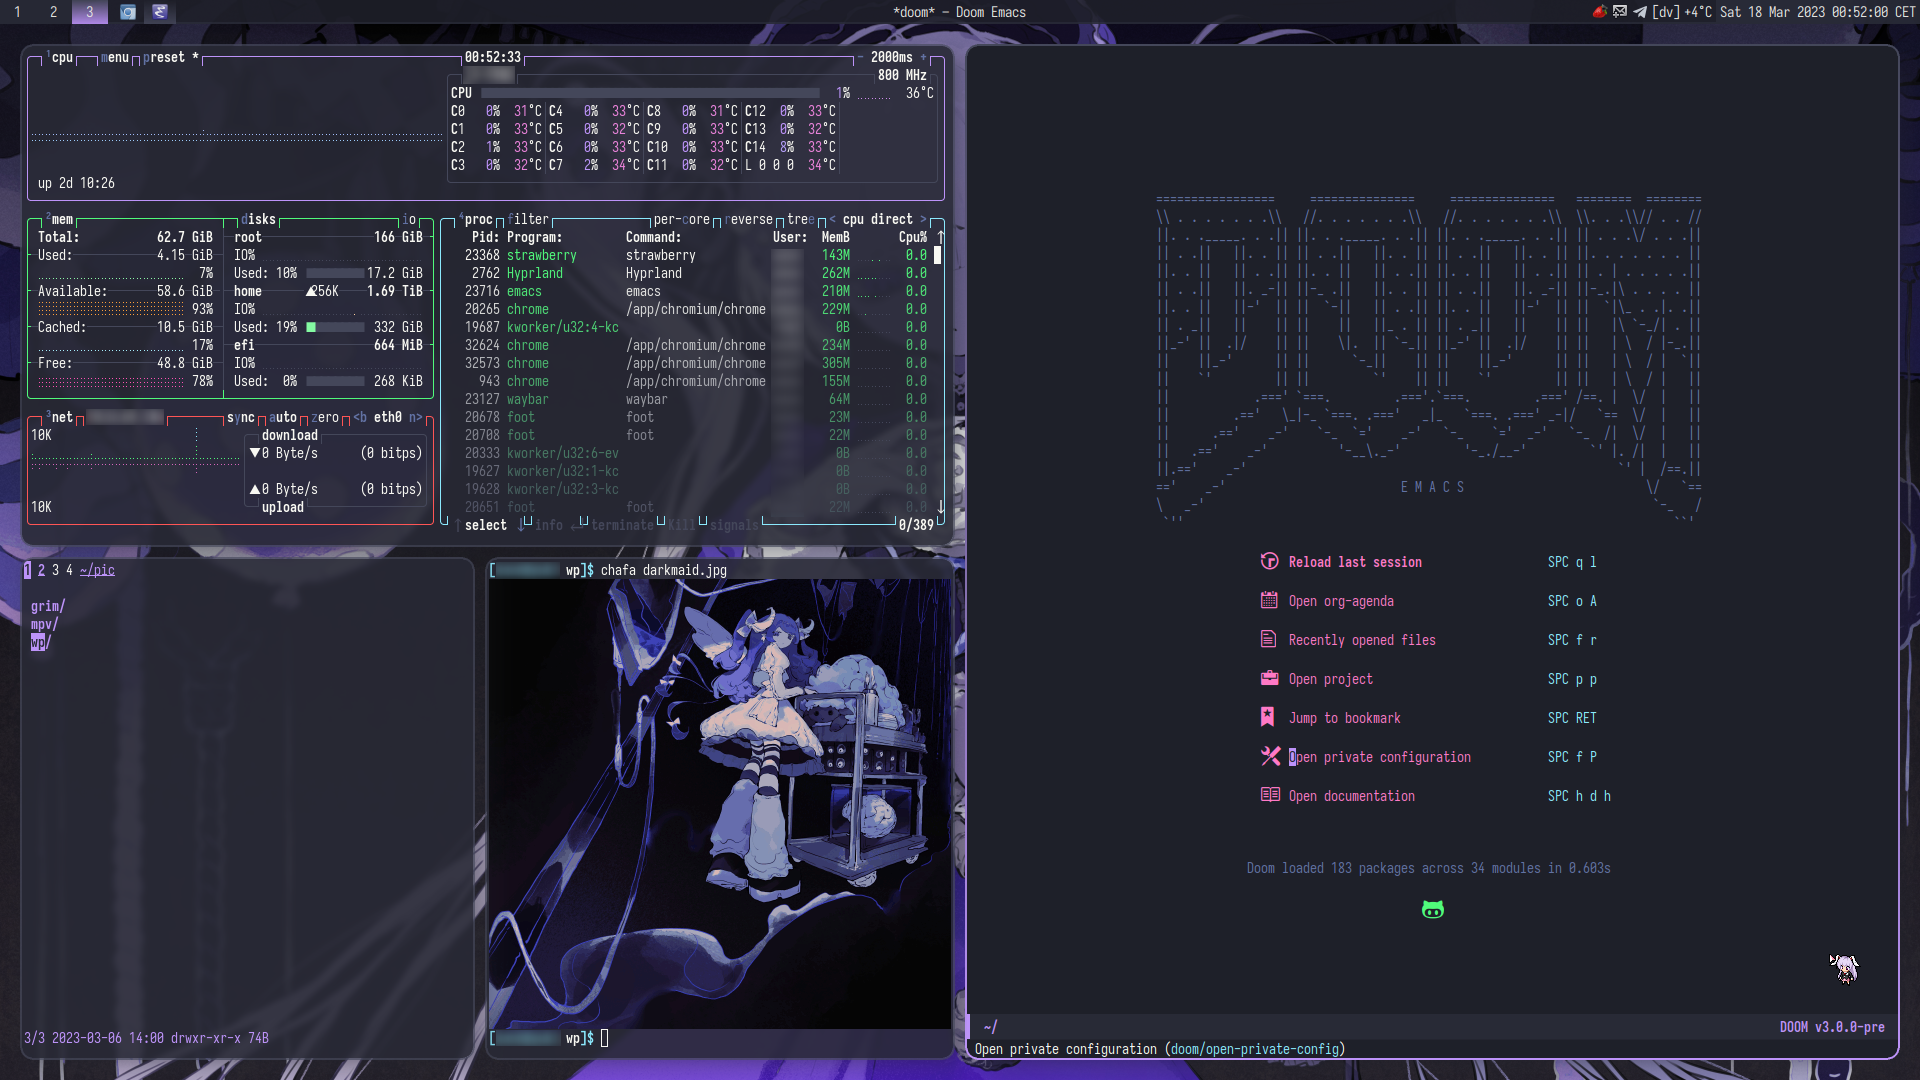 1 2 3 *doom* – Doom Emacs [dv] +4°C Sat 18 Mar 2023 00:52:00 CET
1cpu menu preset * 00:52:33 - 2000ms +
800 MHz
CPU 1% 36°C
C0 0% 31°C C4 0% 33°C C8 0% 31°C C12 0% 33°C
C1 0% 33°C C5 0% 32°C C9 0% 33°C C13 0% 32°C
C2 1% 33°C C6 0% 33°C C10 0% 33°C C14 8% 33°C
C3 0% 32°C C7 2% 34°C C11 0% 32°C L 0 0 0 34°C
up 2d 10:26
2mem disks io
Total: 62.7 GiB root 166 GiB
Used: 4.15 GiB IO%
7% Used: 10% 17.2 GiB
Available: 58.6 GiB home ▲256K 1.69 TiB
93% IO%
Cached: 10.5 GiB Used: 19% 332 GiB
17% efi 664 MiB
Free: 48.8 GiB IO%
78% Used: 0% 268 KiB
3net sync auto zero <b eth0 n>
10K download
▼0 Byte/s (0 bitps)
▲0 Byte/s (0 bitps)
10K upload
4proc filter per-core reverse tree < cpu direct >
Pid: Program: Command: User: MemB Cpu% ↑
23368 strawberry strawberry 143M 0.0
2762 Hyprland Hyprland 262M 0.0
23716 emacs emacs 210M 0.0
20265 chrome /app/chromium/chrome 229M 0.0
19687 kworker/u32:4-kc 0B 0.0
32624 chrome /app/chromium/chrome 234M 0.0
32573 chrome /app/chromium/chrome 305M 0.0
943 chrome /app/chromium/chrome 155M 0.0
23127 waybar waybar 64M 0.0
20678 foot foot 23M 0.0
20708 foot foot 22M 0.0
20333 kworker/u32:6-ev 0B 0.0
19627 kworker/u32:1-kc 0B 0.0
19628 kworker/u32:3-kc 0B 0.0
20651 foot foot 22M 0.0 ↓
↑ select ↓ info ↵ terminate Kill signals 0/389
1 2 3 4 ~/pic
grim/
mpv/
wp/
3/3 2023-03-06 14:00 drwxr-xr-x 74B
[ wp]$ chafa darkmaid.jpg
[ wp]$
DOOM
EMACS
Reload last session SPC q l
Open org-agenda SPC o A
Recently opened files SPC f r
Open project SPC p p
Jump to bookmark SPC RET
Open private configuration SPC f P
Open documentation SPC h d h
Doom loaded 183 packages across 34 modules in 0.603s
~/ DOOM v3.0.0-pre
Open private configuration (doom/open-private-config)